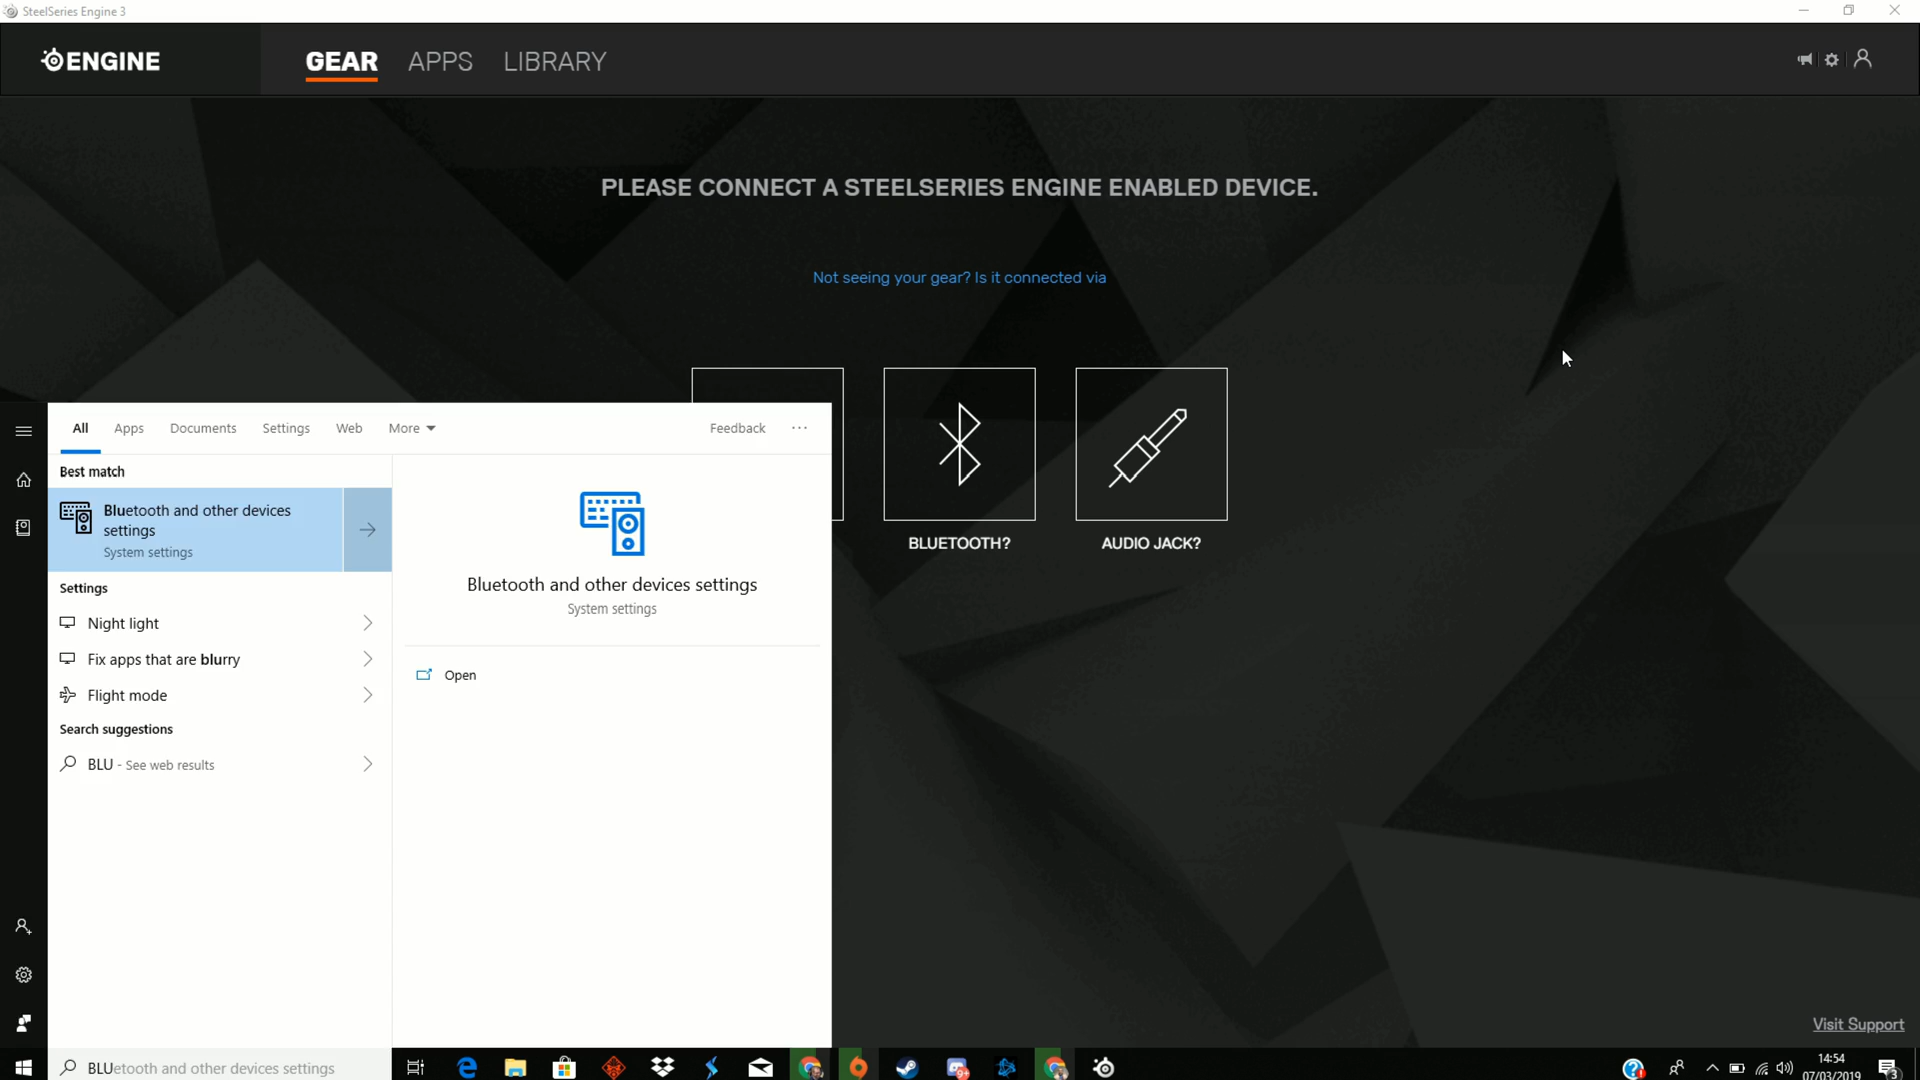 SteelSeries Engine 3
ENGINE
GEAR APPS LIBRARY
PLEASE CONNECT A STEELSERIES ENGINE ENABLED DEVICE.
Not seeing your gear? Is it connected via
BLUETOOTH? AUDIO JACK?
All Apps Documents Settings Web More Feedback ...
Best match
Bluetooth and other devices
settings
System settings
Settings
Night light
Fix apps that are blurry
Flight mode
Search suggestions
BLU - See web results
Bluetooth and other devices settings
System settings
Open
Visit Support
BLUetooth and other devices settings
9+
14:54
07/03/2019
3